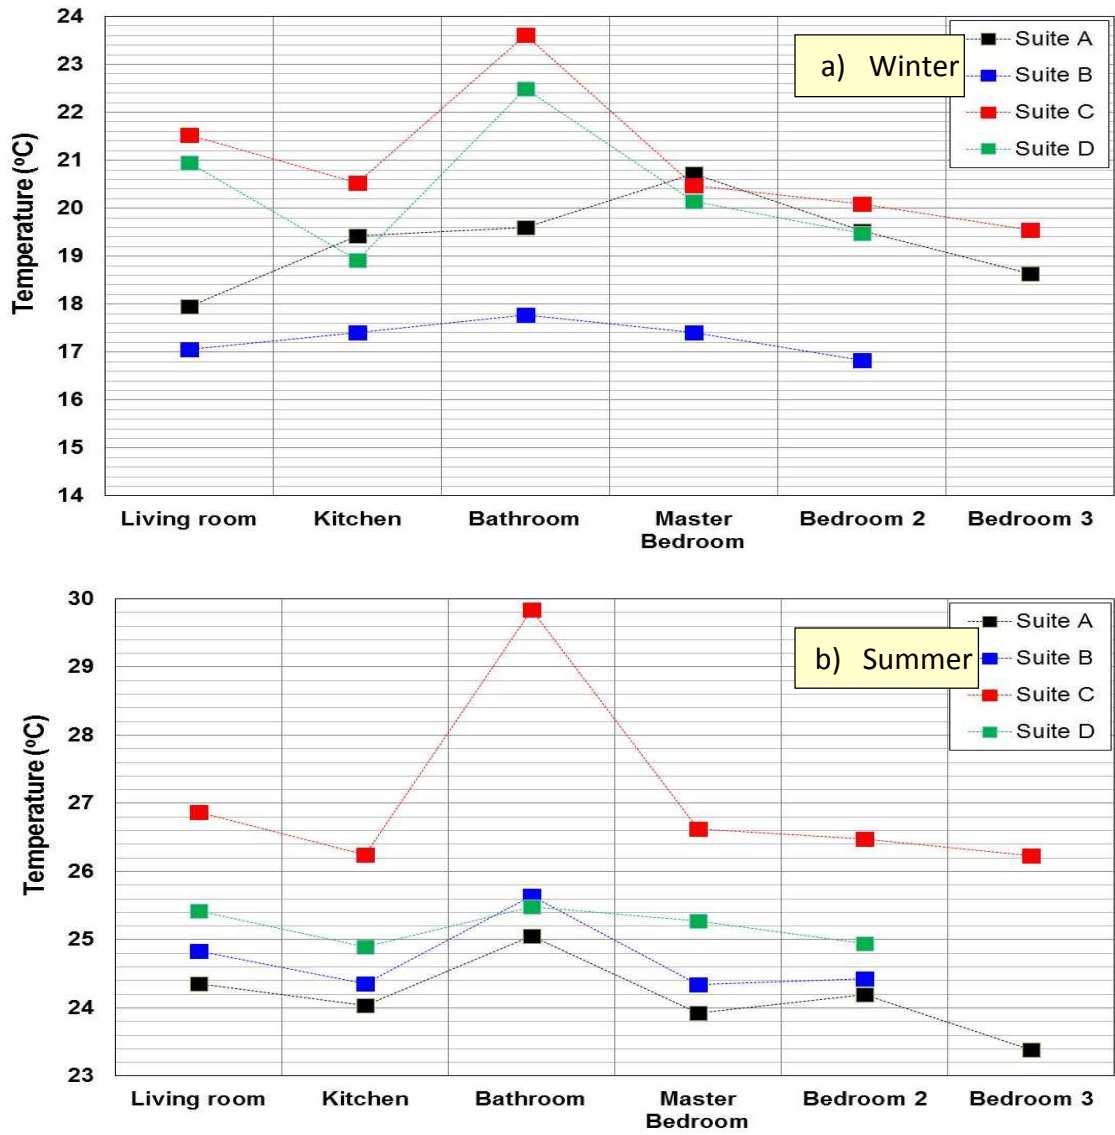 24
23
22
21
20
19
18
17
16
15
14
Temperature (ºC)
a) Winter
Suite A
Suite B
Suite C
Suite D
Living room
Kitchen
Bathroom
Master
Bedroom
Bedroom 2
Bedroom 3
30
29
28
27
26
25
24
23
Temperature (ºC)
b) Summer
Suite A
Suite B
Suite C
Suite D
Living room
Kitchen
Bathroom
Master
Bedroom
Bedroom 2
Bedroom 3